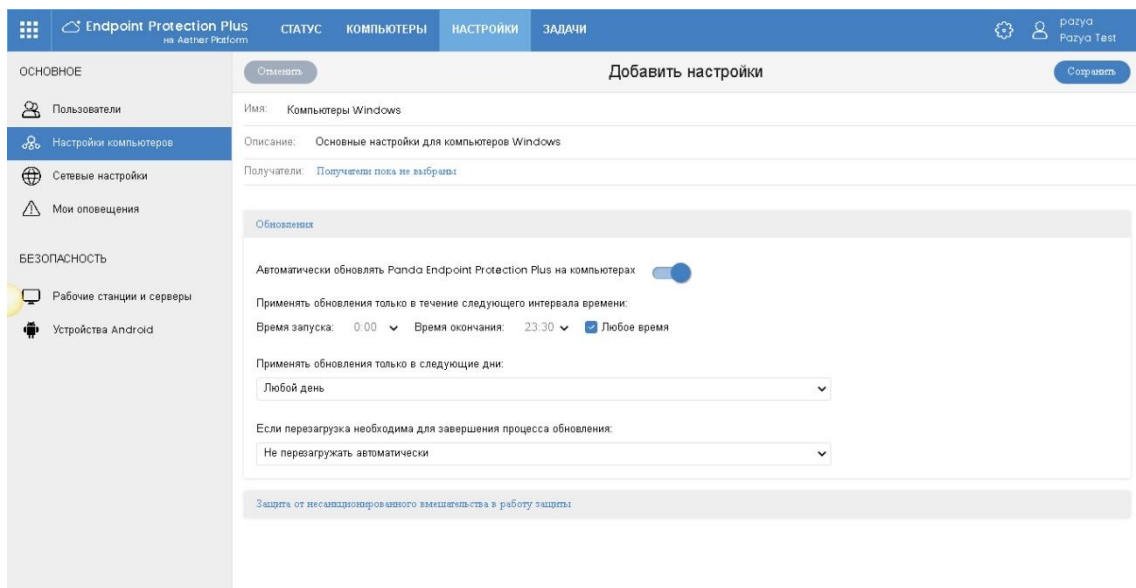 Endpoint Protection Plus
на Aether Platform
СТАТУС КОМПЬЮТЕРЫ НАСТРОЙКИ ЗАДАЧИ
pazya
Pazya Test
ОСНОВНОЕ
Пользователи
Настройки компьютеров
Сетевые настройки
Мои оповещения
БЕЗОПАСНОСТЬ
Рабочие станции и серверы
Устройства Android
Отменить Добавить настройки Сохранить
Имя: Компьютеры Windows
Описание: Основные настройки для компьютеров Windows
Получатели: Получатели пока не выбраны
Обновления
Автоматически обновлять Panda Endpoint Protection Plus на компьютерах
Применять обновления только в течение следующего интервала времени:
Время запуска: 0:00 Время окончания: 23:30 Любое время
Применять обновления только в следующие дни:
Любой день
Если перезагрузка необходима для завершения процесса обновления:
Не перезагружать автоматически
Защита от несанкционированного вмешательства в работу защиты